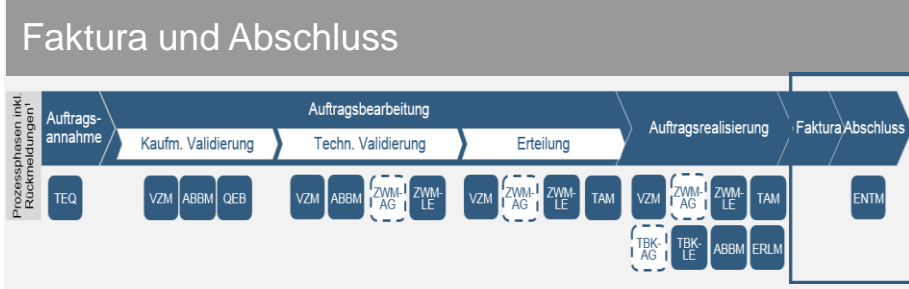 Faktura und Abschluss
Prozessphasen inkl.
Rückmeldungen¹
Auftrags-
annahme
Auftragsbearbeitung
Kaufm. Validierung
Techn. Validierung
Erteilung
Auftragsrealisierung
Faktura
Abschluss
TEQ
VZM
ABBM
QEB
VZM
ABBM
ZWM-
AG
ZWM-
LE
VZM
ZWM-
AG
ZWM-
LE
TAM
VZM
ZWM-
AG
ZWM-
LE
TAM
TBK-
AG
TBK-
LE
ABBM
ERLM
ENTM